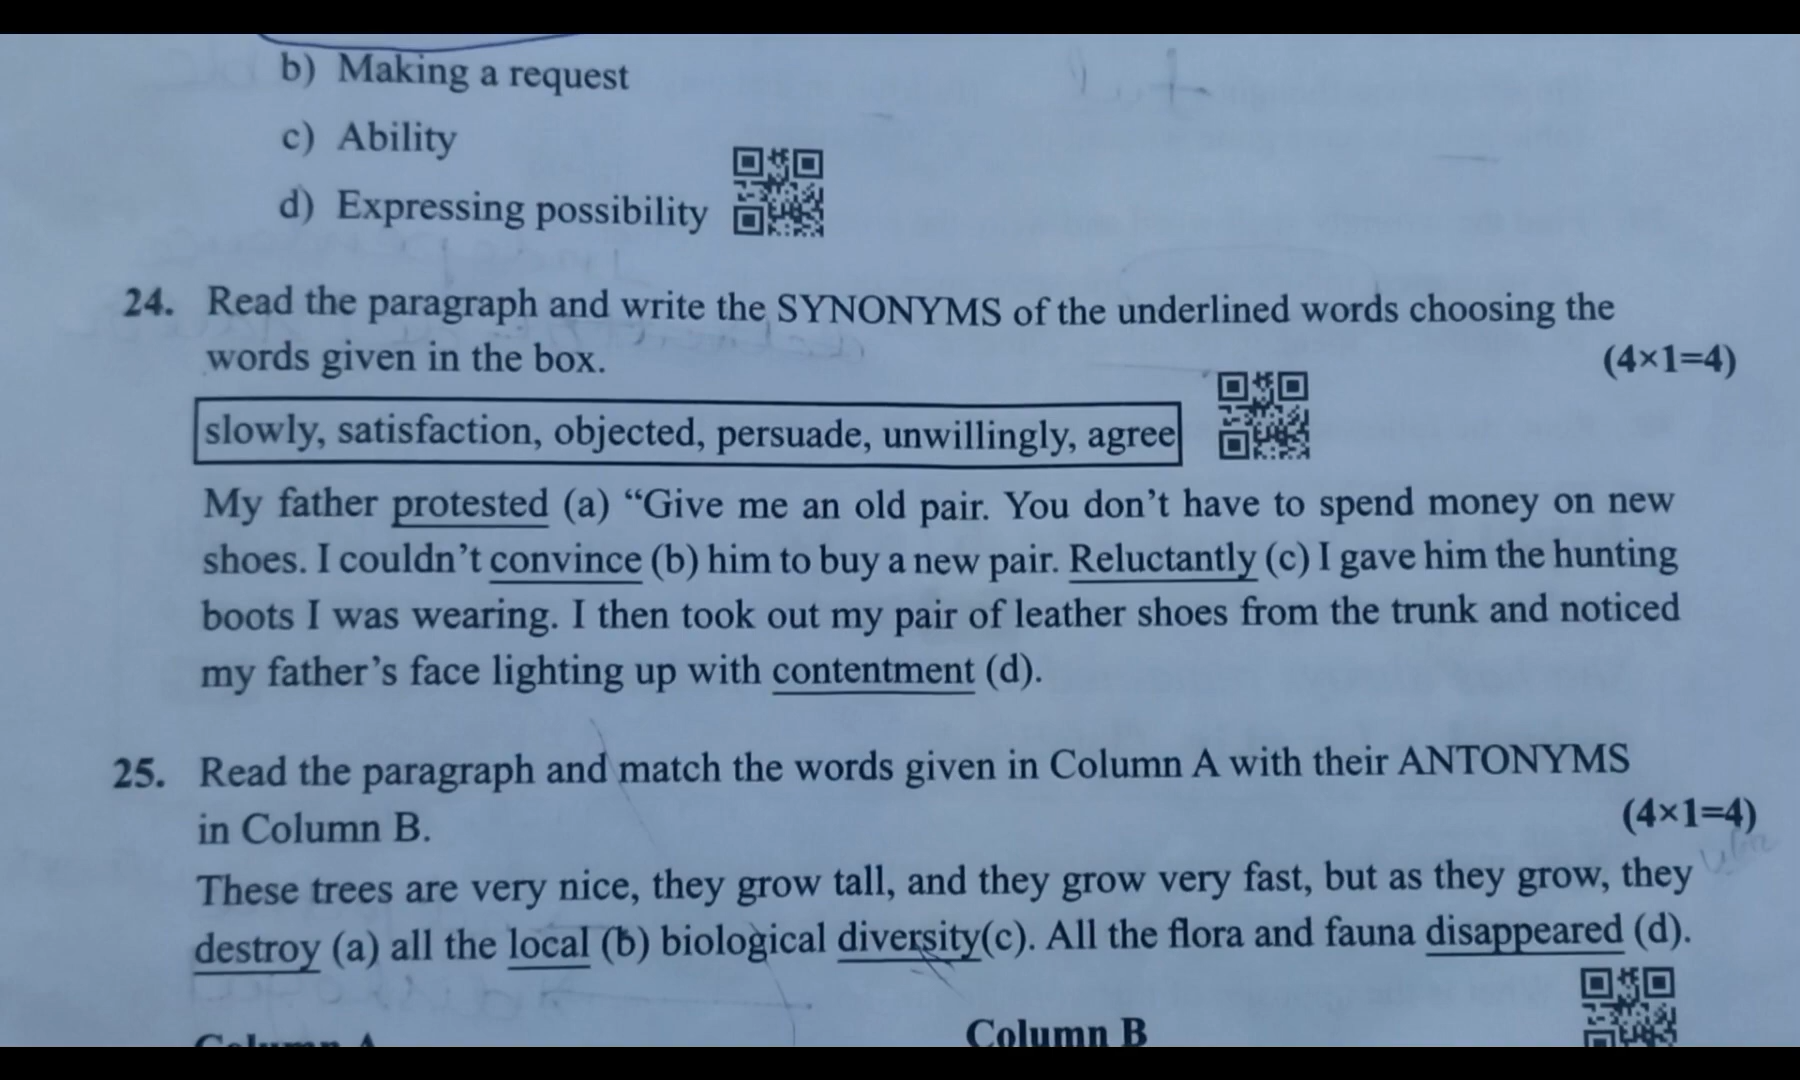 b) Making a request
c) Ability
d) Expressing possibility
24. Read the paragraph and write the SYNONYMS of the underlined words choosing the
words given in the box. (4×1=4)
slowly, satisfaction, objected, persuade, unwillingly, agree
My father protested (a) “Give me an old pair. You don’t have to spend money on new
shoes. I couldn’t convince (b) him to buy a new pair. Reluctantly (c) I gave him the hunting
boots I was wearing. I then took out my pair of leather shoes from the trunk and noticed
my father’s face lighting up with contentment (d).
25. Read the paragraph and match the words given in Column A with their ANTONYMS
in Column B. (4×1=4)
These trees are very nice, they grow tall, and they grow very fast, but as they grow, they
destroy (a) all the local (b) biological diversity(c). All the flora and fauna disappeared (d).
Column A Column B